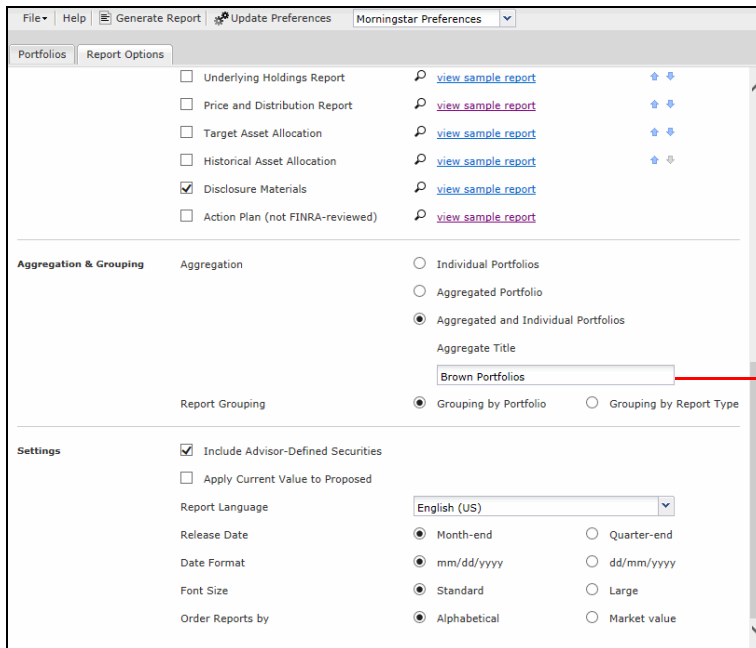 File Help Generate Report Update Preferences Morningstar Preferences
Portfolios Report Options
Underlying Holdings Report view sample report
Price and Distribution Report view sample report
Target Asset Allocation view sample report
Historical Asset Allocation view sample report
Disclosure Materials view sample report
Action Plan (not FINRA-reviewed) view sample report
Aggregation & Grouping Aggregation Individual Portfolios
Aggregated Portfolio
Aggregated and Individual Portfolios
Aggregate Title
Brown Portfolios
Report Grouping Grouping by Portfolio Grouping by Report Type
Settings Include Advisor-Defined Securities
Apply Current Value to Proposed
Report Language English (US)
Release Date Month-end Quarter-end
Date Format mm/dd/yyyy dd/mm/yyyy
Font Size Standard Large
Order Reports by Alphabetical Market value